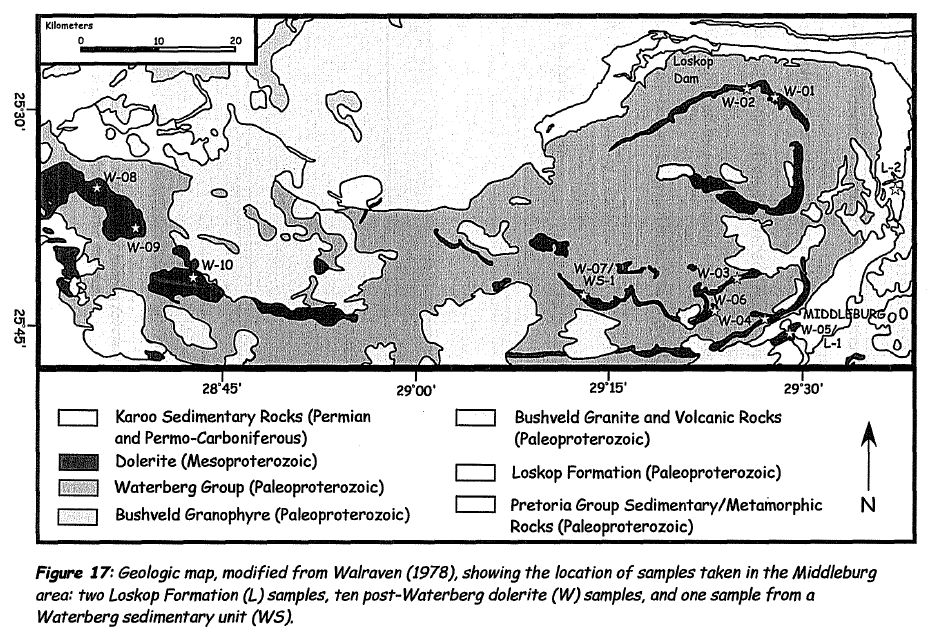 Kilometers
0 10 20
Loskop
Dam
W-01
W-02
25°30'
L-2
W-08
W-09
W-10
W-07/
WS-1
W-03
W-06
W-04
MIDDLEBURG
W-05/
L-1
25°45'
28°45' 29°00' 29°15' 29°30'
Karoo Sedimentary Rocks (Permian
and Permo-Carboniferous)
Dolerite (Mesoproterozoic)
Waterberg Group (Paleoproterozoic)
Bushveld Granophyre (Paleoproterozoic)
Bushveld Granite and Volcanic Rocks
(Paleoproterozoic)
Loskop Formation (Paleoproterozoic)
Pretoria Group Sedimentary/Metamorphic
Rocks (Paleoproterozoic)
N
Figure 17: Geologic map, modified from Walraven (1978), showing the location of samples taken in the Middleburg
area: two Loskop Formation (L) samples, ten post-Waterberg dolerite (W) samples, and one sample from a
Waterberg sedimentary unit (WS).